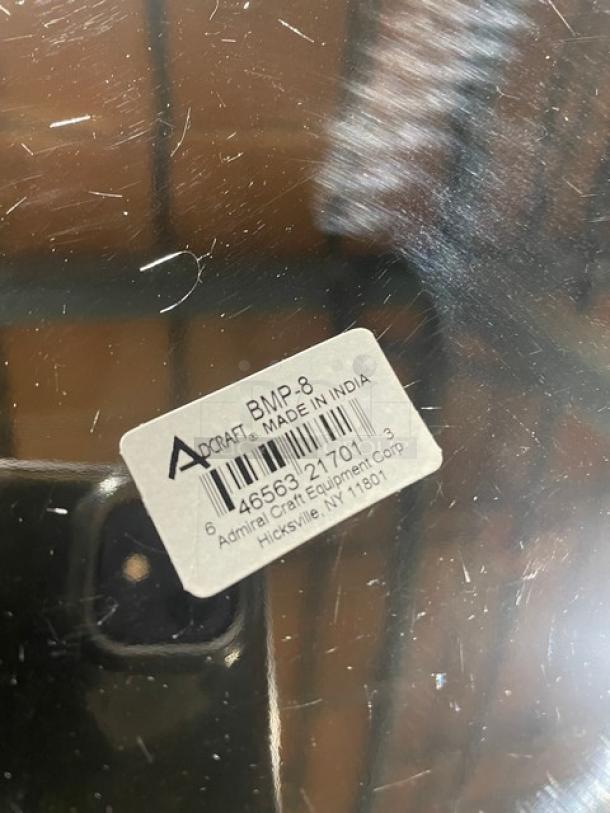 ADCRAFT® BMP-8
MADE IN INDIA
6 46563 21701 3
Admiral Craft Equipment Corp.
Hicksville, NY 11801